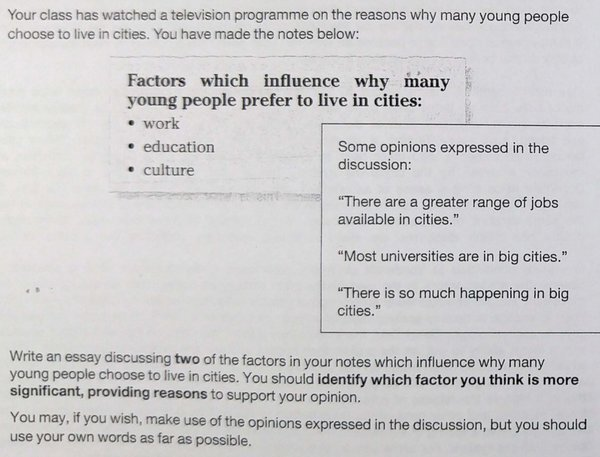 Your class has watched a television programme on the reasons why many young people
choose to live in cities. You have made the notes below:
Factors which influence why many
young people prefer to live in cities:
• work
• education
• culture
Some opinions expressed in the
discussion:
“There are a greater range of jobs
available in cities.”
“Most universities are in big cities.”
“There is so much happening in big
cities.”
Write an essay discussing two of the factors in your notes which influence why many
young people choose to live in cities. You should identify which factor you think is more
significant, providing reasons to support your opinion.
You may, if you wish, make use of the opinions expressed in the discussion, but you should
use your own words as far as possible.